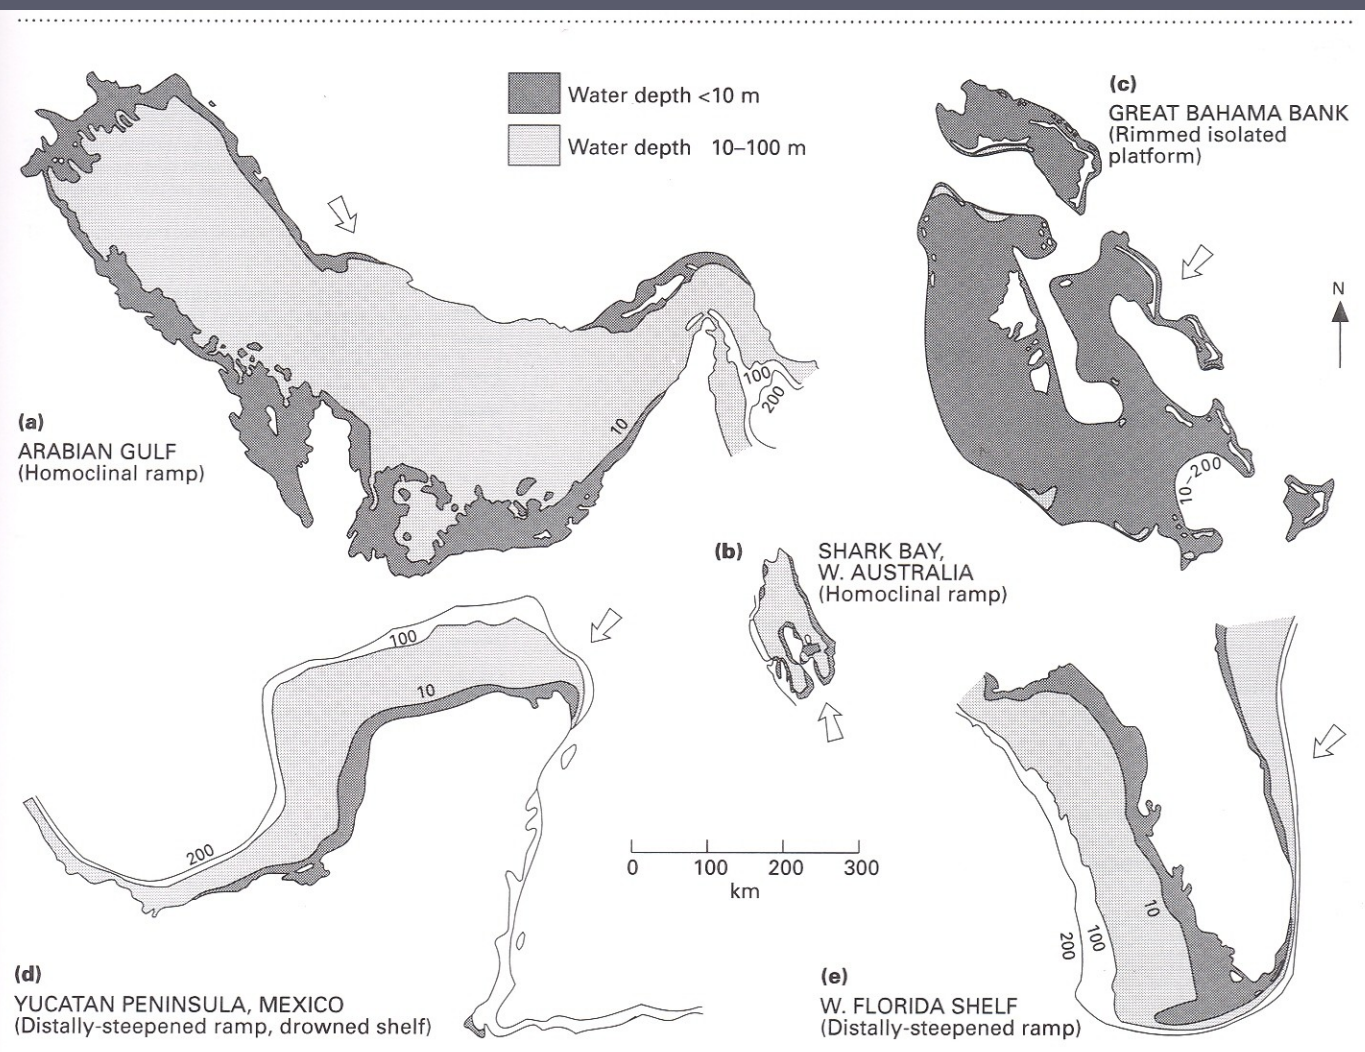 Water depth <10 m
Water depth 10–100 m
(c)
GREAT BAHAMA BANK
(Rimmed isolated
platform)
N
100
200
10
(a)
ARABIAN GULF
(Homoclinal ramp)
10–200
(b)
SHARK BAY,
W. AUSTRALIA
(Homoclinal ramp)
100
10
200
0 100 200 300
km
10
100
200
(d)
YUCATAN PENINSULA, MEXICO
(Distally-steepened ramp, drowned shelf)
(e)
W. FLORIDA SHELF
(Distally-steepened ramp)